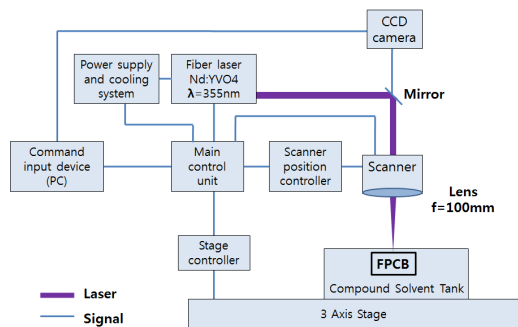 CCD
camera
Power supply
and cooling
system
Fiber laser
Nd:YVO4
λ=355nm
Mirror
Command
input device
(PC)
Main
control
unit
Scanner
position
controller
Scanner
Lens
f=100mm
Stage
controller
FPCB
Compound Solvent Tank
Laser
Signal
3 Axis Stage